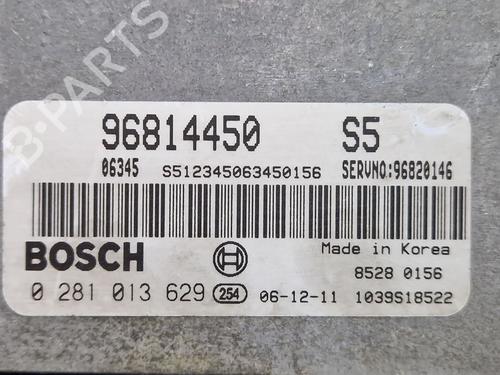 96814450 S5
06345 S512345063450156 SERVNO:96820146
BOSCH Made in Korea
8528 0156
0 281 013 629 254 06-12-11 1039S18522
B-PARTS